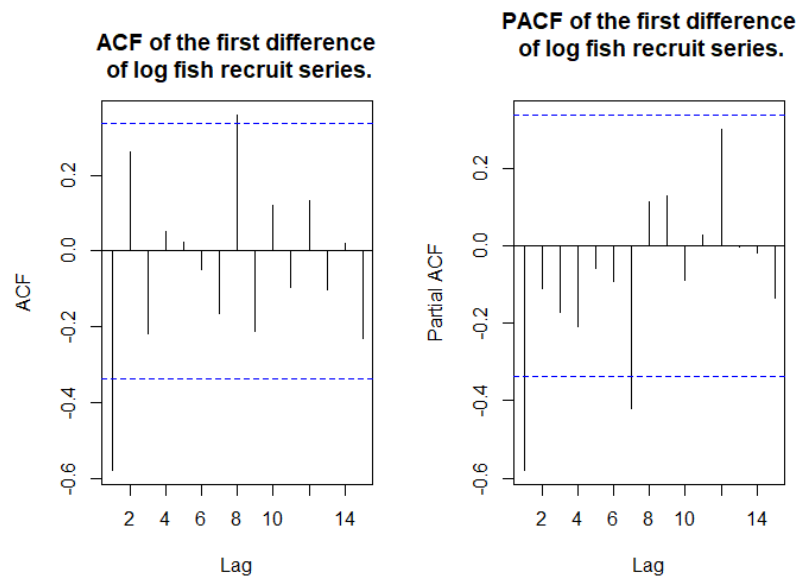 ACF of the first difference
of log fish recruit series.
ACF
0.2
0.0
-0.2
-0.4
-0.6
2 4 6 8 10 14
Lag
PACF of the first difference
of log fish recruit series.
Partial ACF
0.2
0.0
-0.2
-0.4
-0.6
2 4 6 8 10 14
Lag